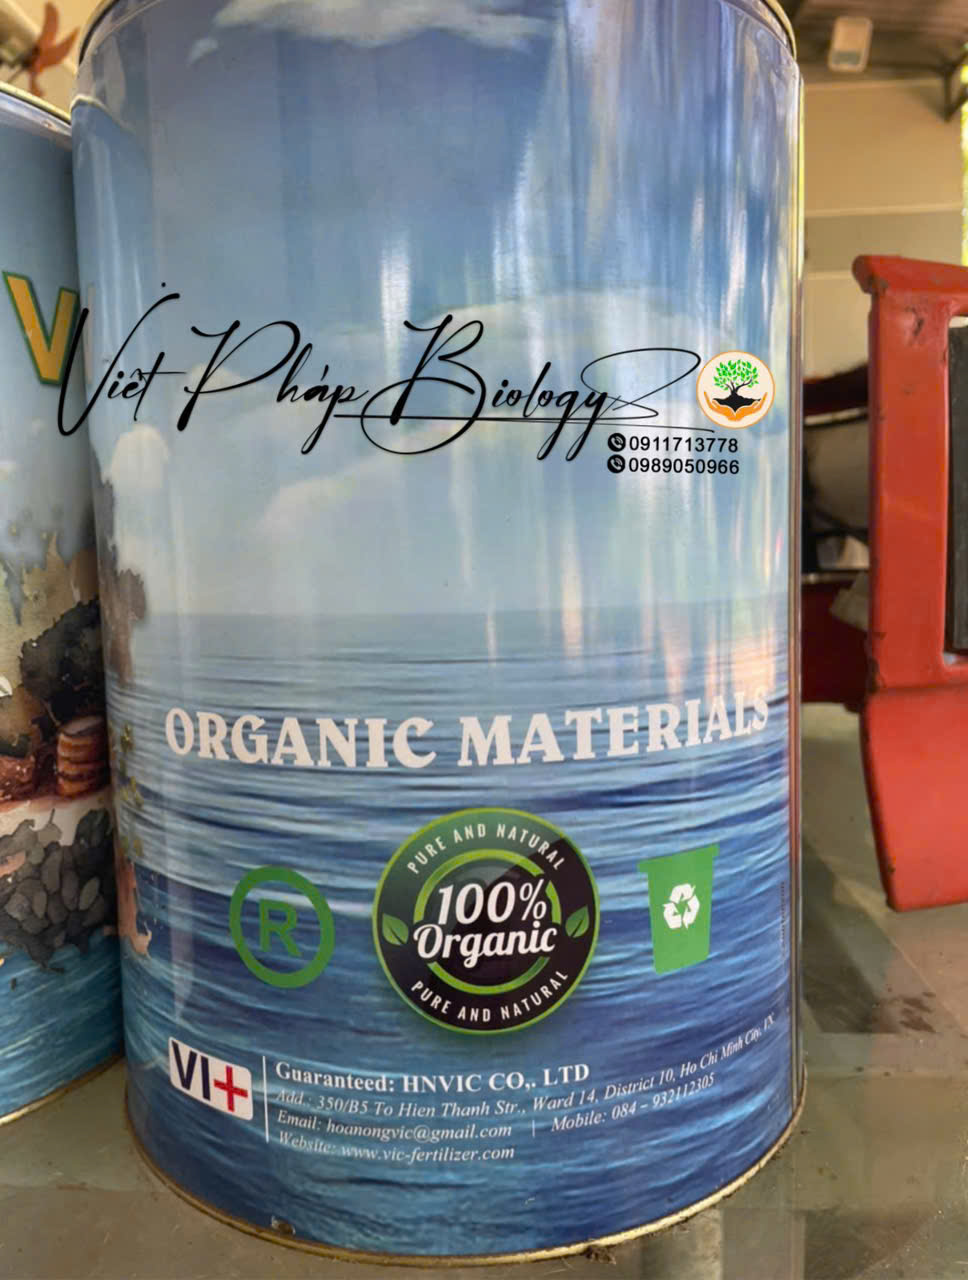 V
Việt Pháp Biology
0911713778
0989050966
ORGANIC MATERIALS
R
PURE AND NATURAL
100%
Organic
PURE AND NATURAL
VI+
Guaranteed: HNVIC CO,. LTD
Add.: 350/B5 To Hien Thanh Str., Ward 14, District 10, Ho Chi Minh City, VN
Email: hoanongvic@gmail.com | Mobile: 084 – 932112305
Website: www.vic-fertilizer.com